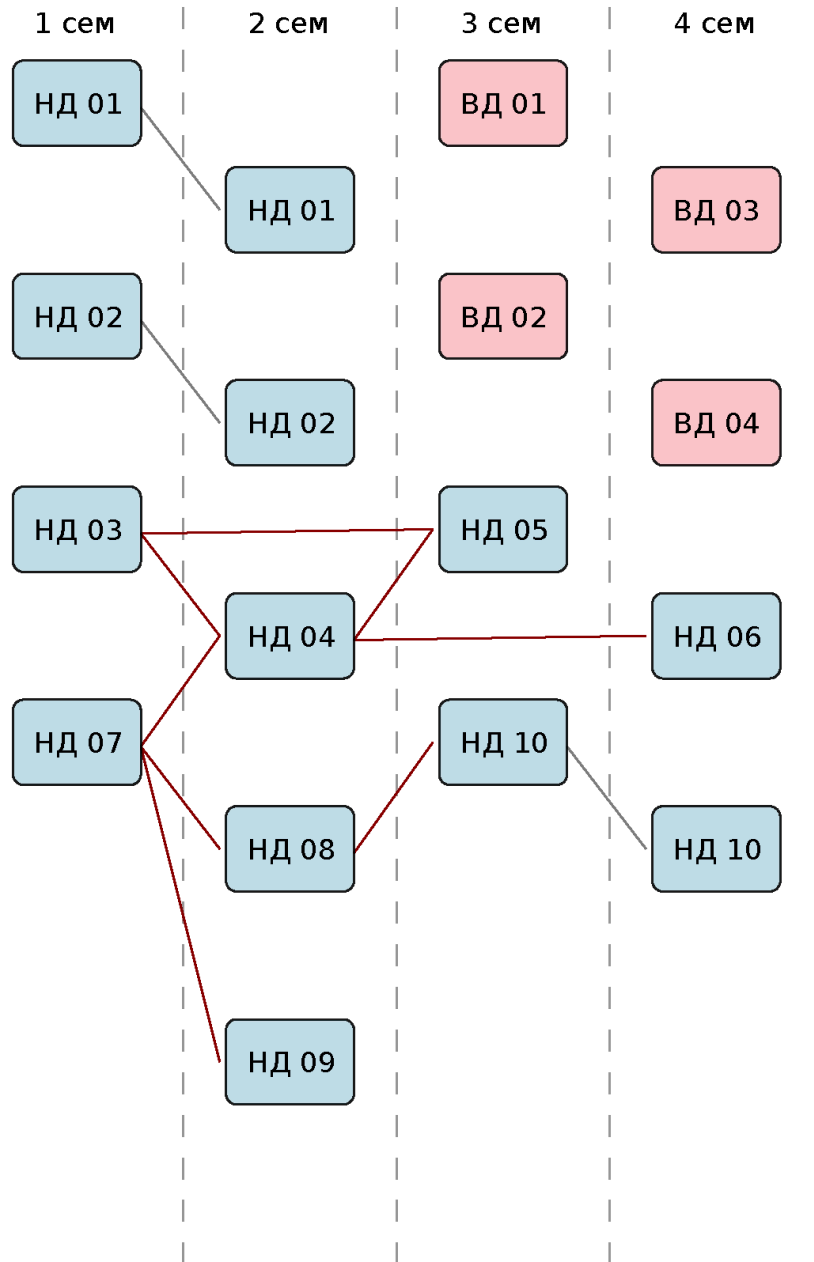 1 сем 2 сем 3 сем 4 сем
НД 01 ВД 01
НД 01 ВД 03
НД 02 ВД 02
НД 02 ВД 04
НД 03 НД 05
НД 04 НД 06
НД 07 НД 10
НД 08 НД 10
НД 09